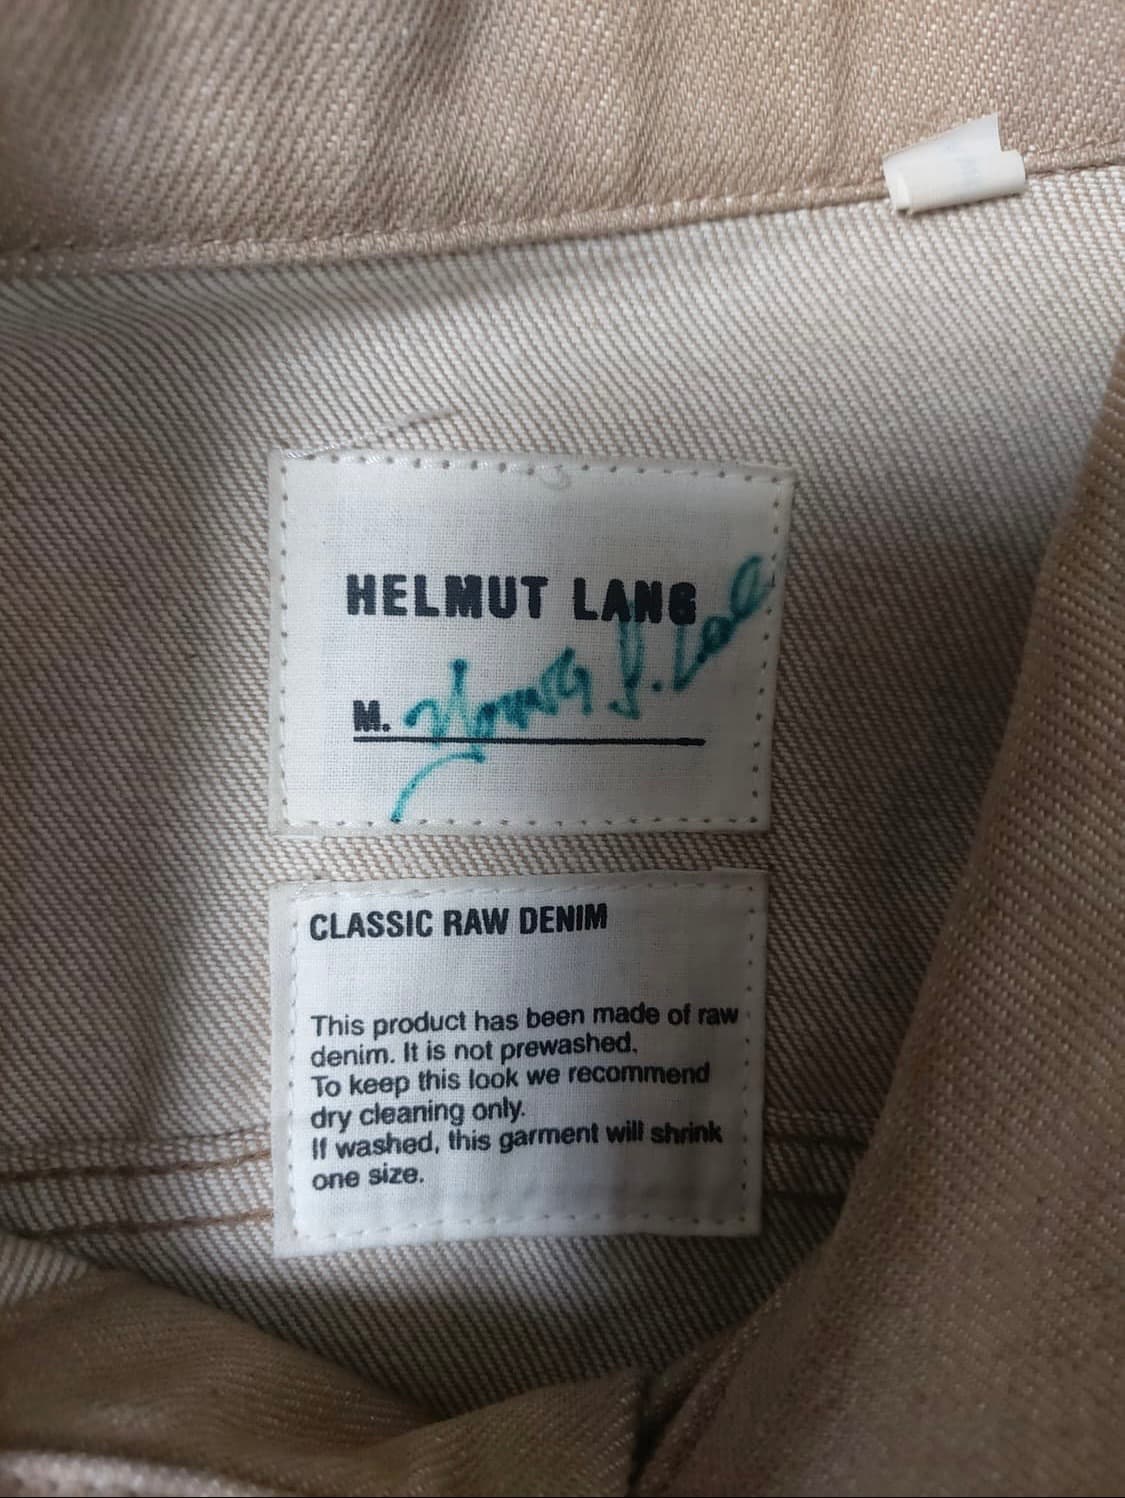 HELMUT LANG
M.
CLASSIC RAW DENIM
This product has been made of raw
denim. It is not prewashed.
To keep this look we recommend
dry cleaning only.
If washed, this garment will shrink
one size.